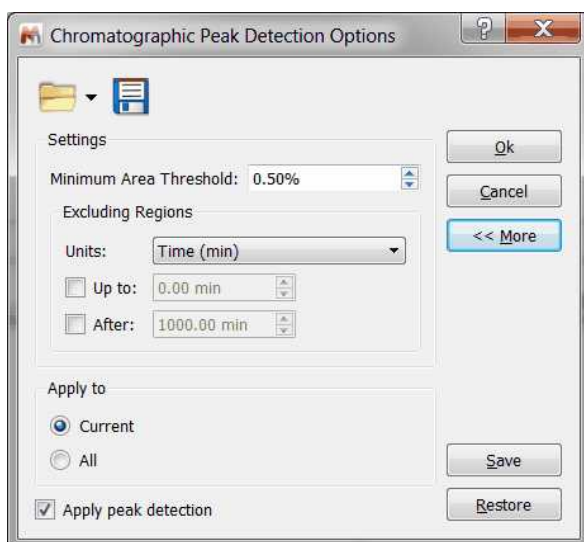 Chromatographic Peak Detection Options
Settings
Minimum Area Threshold: 0.50%
Excluding Regions
Units: Time (min)
Up to: 0.00 min
After: 1000.00 min
Apply to
Current
All
Apply peak detection
Ok
Cancel
<< More
Save
Restore